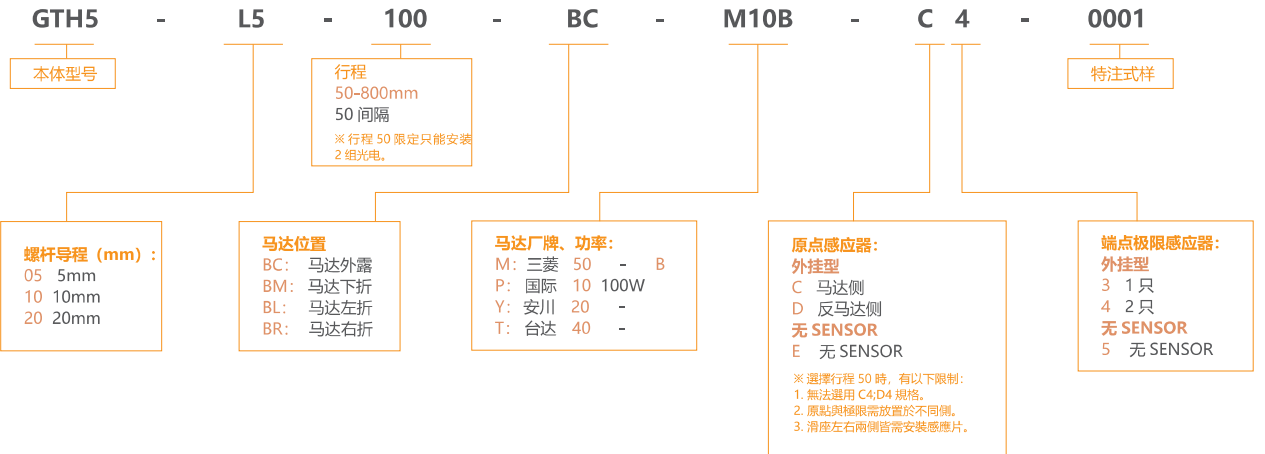 GTH5 - L5 - 100 - BC - M10B - C 4 - 0001
本体型号
行程
50-800mm
50 间隔
※ 行程 50 限定只能安装
2 组光电。
特注式样
螺杆导程（mm）:
05 5mm
10 10mm
20 20mm
马达位置
BC： 马达外露
BM： 马达下折
BL： 马达左折
BR： 马达右折
马达厂牌、功率：
M：三菱 50 - B
P：国际 10 100W
Y：安川 20 -
T：台达 40 -
原点感应器：
外挂型
C 马达侧
D 反马达侧
无 SENSOR
E 无 SENSOR
※ 選擇行程 50 時，有以下限制：
1. 無法選用 C4;D4 規格。
2. 原點與極限需放置於不同側。
3. 滑座左右兩側皆需安裝感應片。
端点极限感应器：
外挂型
3 1 只
4 2 只
无 SENSOR
5 无 SENSOR